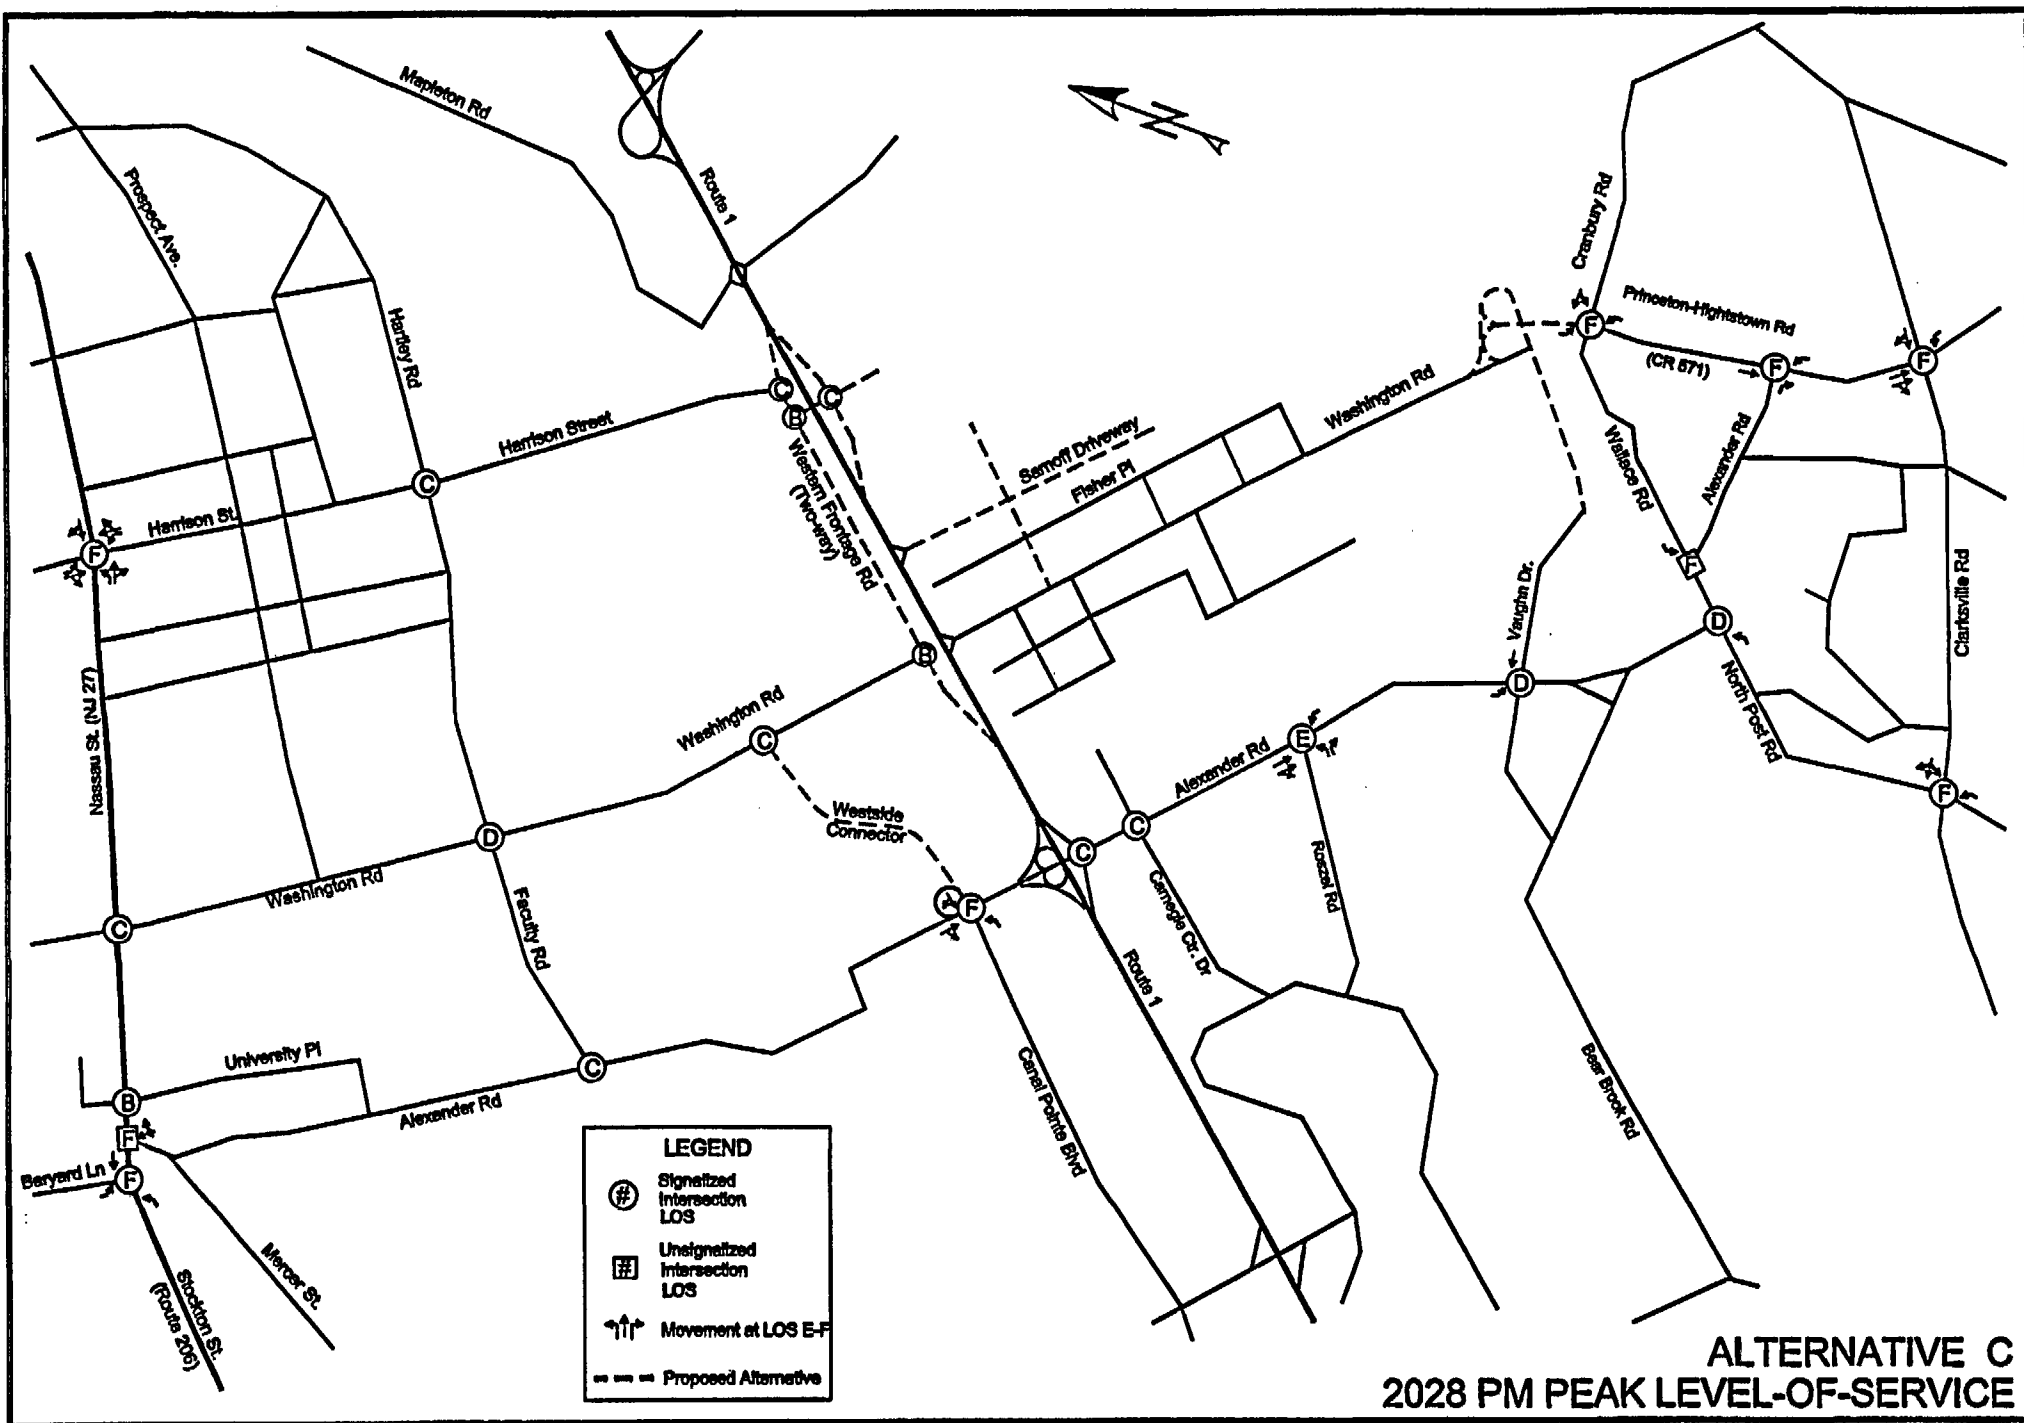 Mapleton Rd
Route 1
N
Prospect Ave.
Cranbury Rd
Princeton-Hightstown Rd
(CR 571)
F
F
F
Hartley Rd
Harrison Street
C
C
B
Western Frontage Rd
(Two-way)
Sarnoff Driveway
Fisher Pl
Washington Rd
Wallace Rd
Alexander Rd
C
Harrison St.
F
F
Vaughn Dr.
D
Clarksville Rd
North Post Rd
Nassau St. (NJ 27)
B
Washington Rd
C
D
E
Alexander Rd
F
Westside
Connector
D
Washington Rd
Faculty Rd
C
C
C
Carnegie Ctr. Dr
Roszel Rd
A
F
Route 1
University Pl
B
C
Alexander Rd
Canal Pointe Blvd
Bear Brook Rd
F
Baryard Ln
F
Mercer St.
Stockton St.
(Route 206)
LEGEND
# Signalized
Intersection
LOS
# Unsignalized
Intersection
LOS
Movement at LOS E-F
Proposed Alternative
ALTERNATIVE C
2028 PM PEAK LEVEL-OF-SERVICE